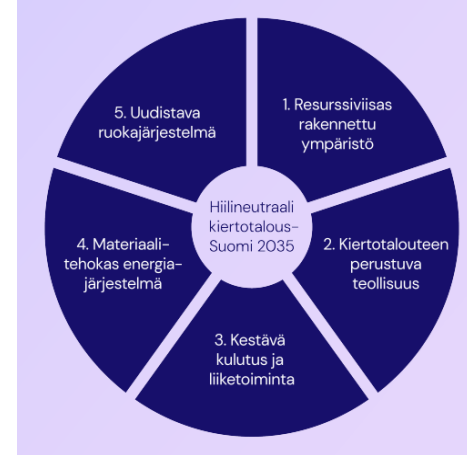 1. Resurssiviisas
rakennettu
ympäristö
2. Kiertotalouteen
perustuva
teollisuus
3. Kestävä
kulutus ja
liiketoiminta
4. Materiaali-
tehokas energia-
järjestelmä
5. Uudistava
ruokajärjestelmä
Hiilineutraali
kiertotalous-
Suomi 2035